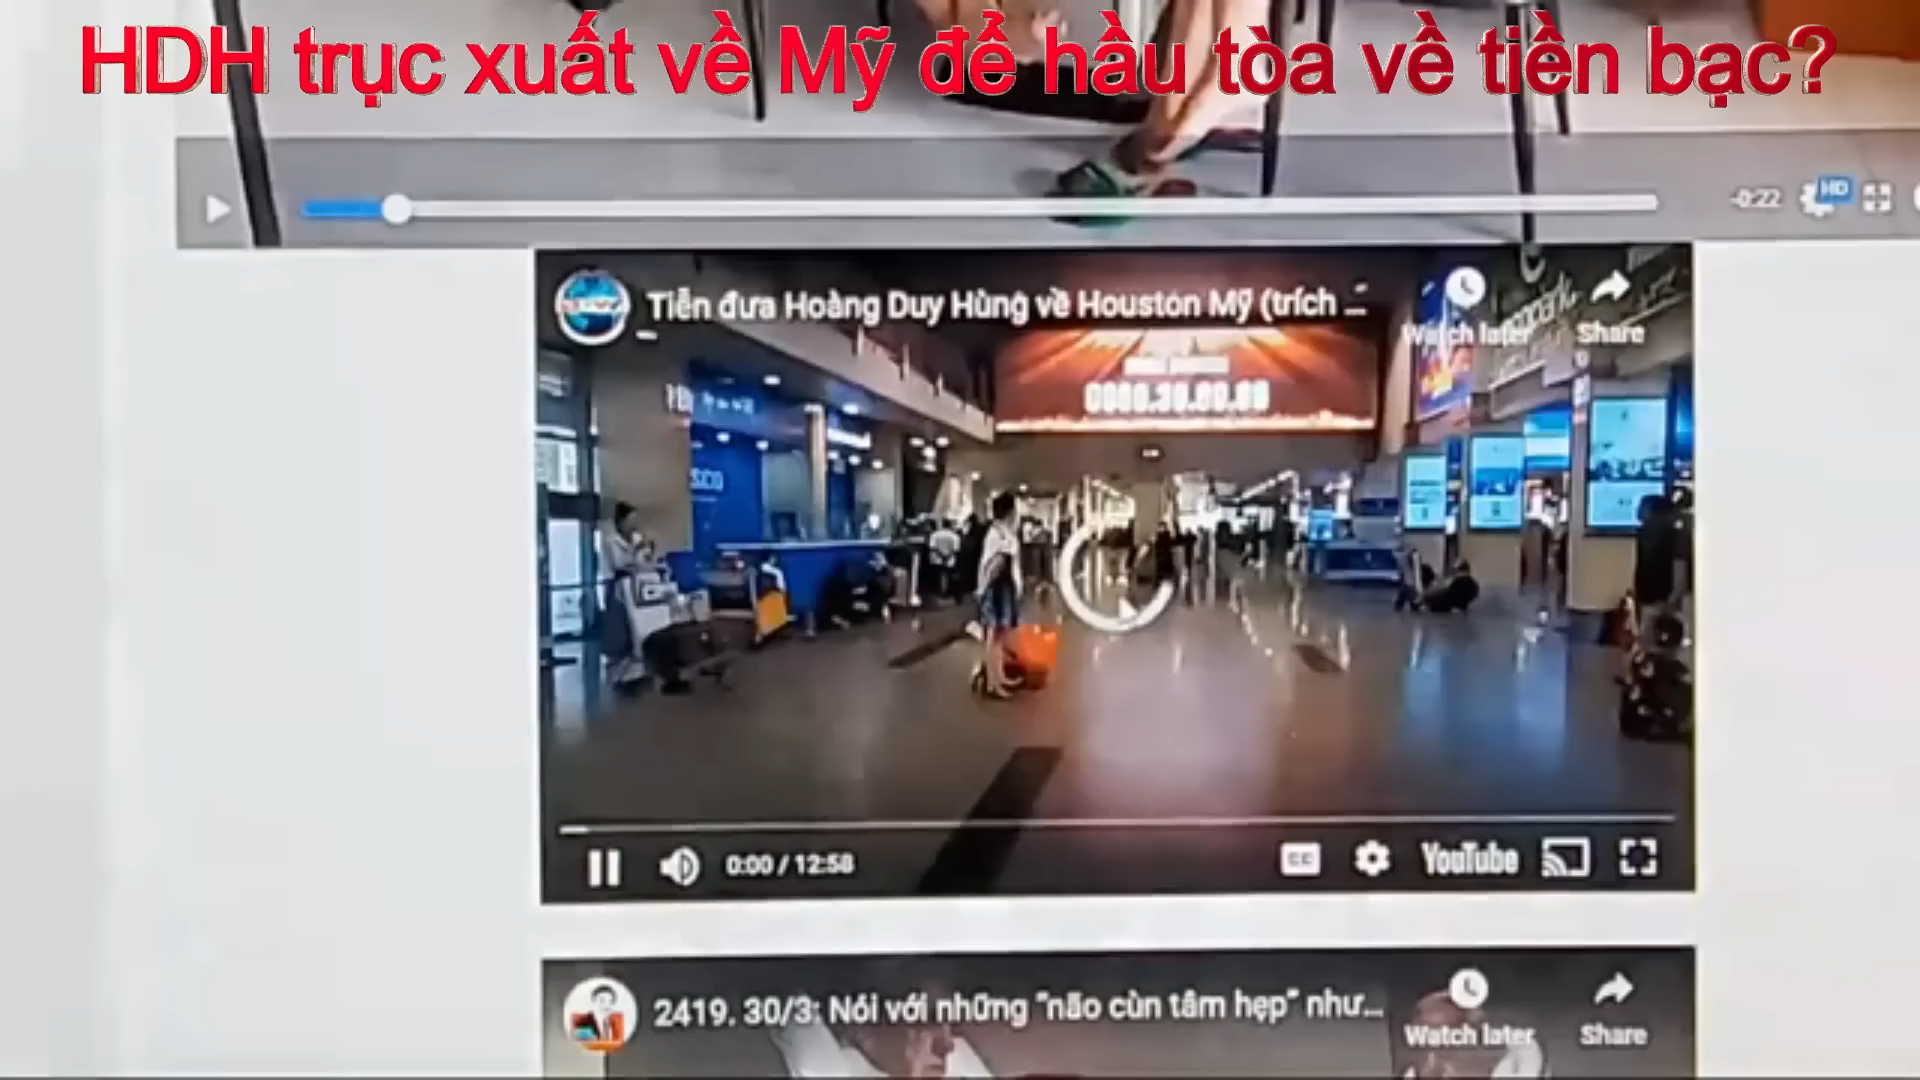 HDH trục xuất về Mỹ để hầu tòa về tiền bạc?
-0:22
HD
Tiễn đưa Hoàng Duy Hùng về Houston Mỹ (trích ...
Watch later
Share
0:00 / 12:58
CC
YouTube
2419. 30/3: Nói với những "não cùn tâm hẹp" như...
Watch later
Share